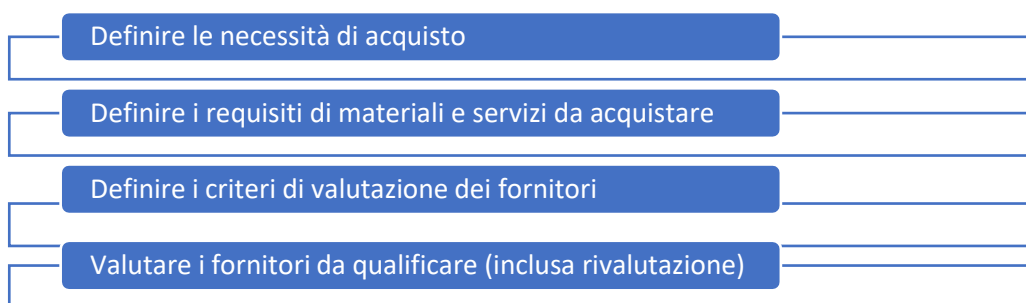 Definire le necessità di acquisto
Definire i requisiti di materiali e servizi da acquistare
Definire i criteri di valutazione dei fornitori
Valutare i fornitori da qualificare (inclusa rivalutazione)